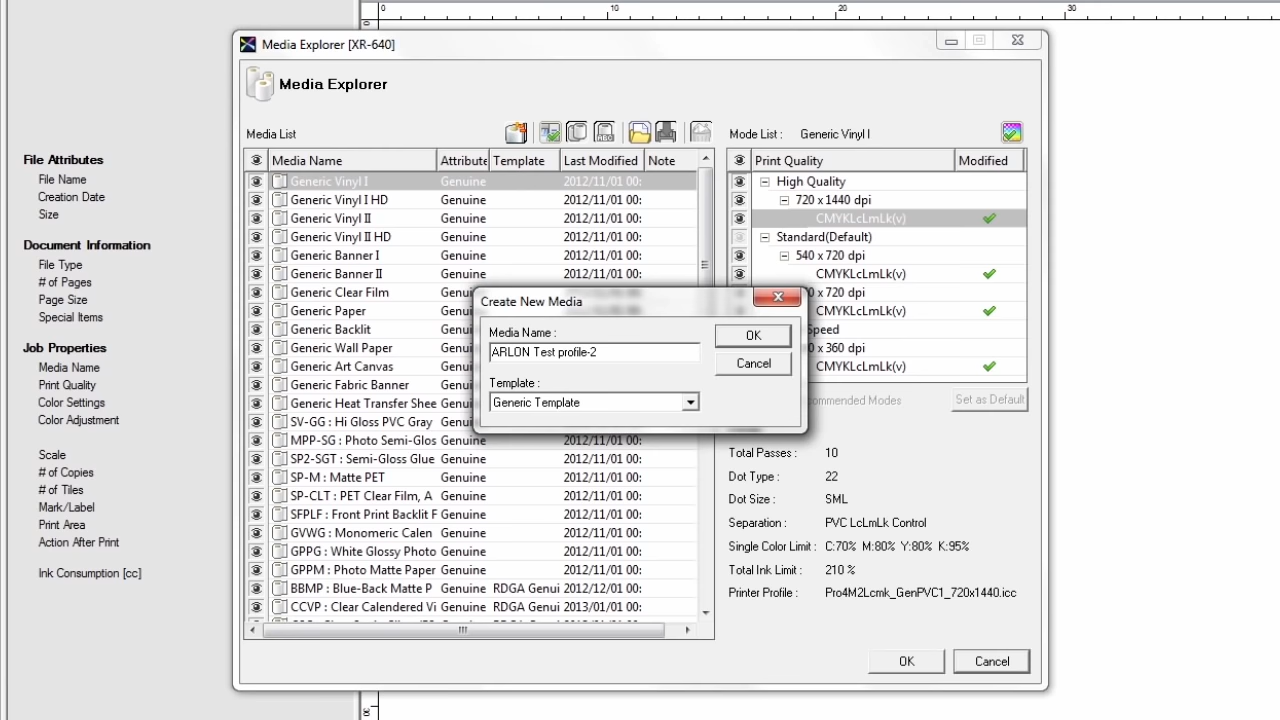 0 10 20 30
0
Media Explorer [XR-640]
Media Explorer
Media List
Mode List : Generic Vinyl I
Media Name Attribute Template Last Modified Note
Print Quality Modified
Generic Vinyl I Genuine 2012/11/01 00:
Generic Vinyl I HD Genuine 2012/11/01 00:
Generic Vinyl II Genuine 2012/11/01 00:
Generic Vinyl II HD Genuine 2012/11/01 00:
Generic Banner I Genuine 2012/11/01 00:
Generic Banner II Genuine 2012/11/01 00:
Generic Clear Film
Generic Paper
Generic Backlit
Generic Wall Paper
Generic Art Canvas
Generic Fabric Banner
Generic Heat Transfer Shee
SV-GG : Hi Gloss PVC Gray
MPP-SG : Photo Semi-Glos Genuine 2012/11/01 00:
SP2-SGT : Semi-Gloss Glue Genuine 2012/11/01 00:
SP-M : Matte PET Genuine 2012/11/01 00:
SP-CLT : PET Clear Film, A Genuine 2012/11/01 00:
SFPLF : Front Print Backlit F Genuine 2012/11/01 00:
GVWG : Monomeric Calen Genuine 2012/11/01 00:
GPPG : White Glossy Photo Genuine 2012/11/01 00:
GPPM : Photo Matte Paper Genuine 2012/11/01 00:
BBMP : Blue-Back Matte P Genuine RDGA Genui 2012/12/01 00:
CCVP : Clear Calendered Vi Genuine RDGA Genui 2013/01/01 00:
High Quality
720 x 1440 dpi
CMYKLcLmLk(v)
Standard(Default)
540 x 720 dpi
CMYKLcLmLk(v)
0 x 720 dpi
CMYKLcLmLk(v)
Speed
0 x 360 dpi
CMYKLcLmLk(v)
ommended Modes
Set as Default
Total Passes : 10
Dot Type : 22
Dot Size : SML
Separation : PVC LcLmLk Control
Single Color Limit : C:70% M:80% Y:80% K:95%
Total Ink Limit : 210 %
Printer Profile : Pro4M2Lcmk_GenPVC1_720x1440.icc
OK Cancel
Create New Media
Media Name :
ARLON Test profile-2
OK
Cancel
Template :
Generic Template
File Attributes
File Name
Creation Date
Size
Document Information
File Type
# of Pages
Page Size
Special Items
Job Properties
Media Name
Print Quality
Color Settings
Color Adjustment
Scale
# of Copies
# of Tiles
Mark/Label
Print Area
Action After Print
Ink Consumption [cc]